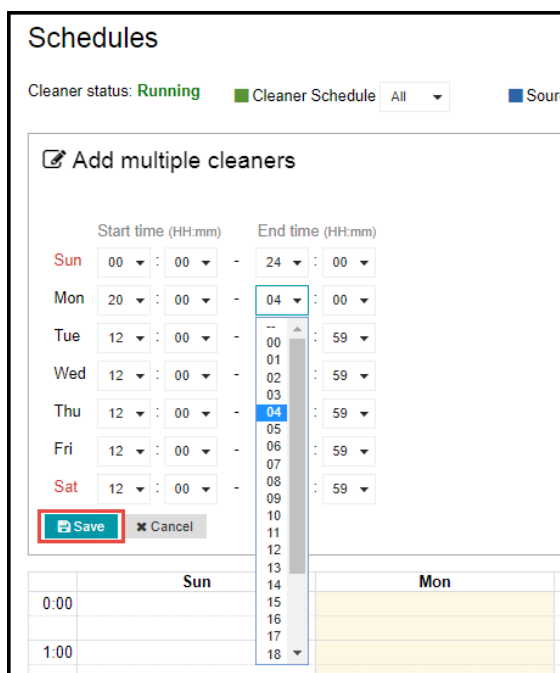 Schedules
Cleaner status: Running Cleaner Schedule All Sour
Add multiple cleaners
Start time (HH:mm) End time (HH:mm)
Sun 00 : 00 - 24 : 00
Mon 20 : 00 - 04 : 00
Tue 12 : 00 - : 59
Wed 12 : 00 - : 59
Thu 12 : 00 - : 59
Fri 12 : 00 - : 59
Sat 12 : 00 - : 59
--
00
01
02
03
04
05
06
07
08
09
10
11
12
13
14
15
16
17
18
Save Cancel
Sun Mon
0:00
1:00